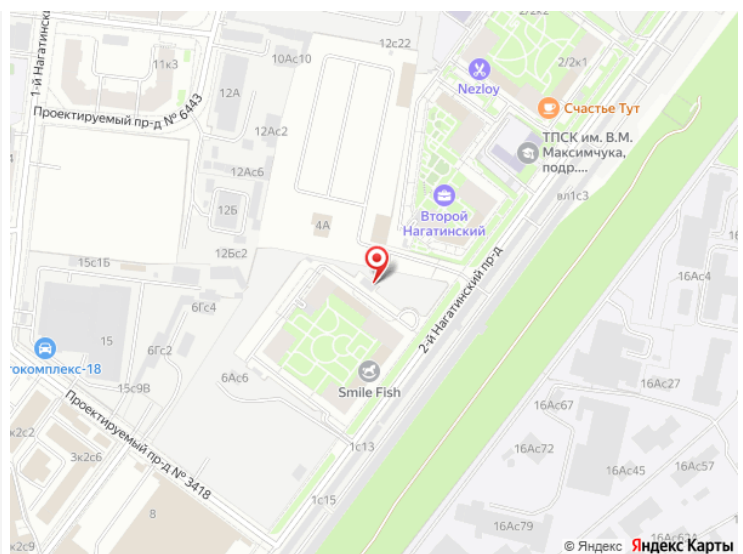 2/2к2
12с22
1-й Нагатински
11к3
10Ас10
2/2к1
12А
Nezloy
Счастье Тут
Проектируемый пр-д № 6443
12Ас2
ТПСК им. В.М.
Максимчука,
подр....
12Ас6
вл1с3
12Б
4А
Второй
Нагатинский
12Бс2
15с1Б
16Ас4
6Гс4
2-й Нагатинский пр-д
15
6Гс2
токомплекс-18
15с9В
6Ас6
Smile Fish
16Ас27
16Ас67
Проектируемый пр-д № 3418
1с13
16Ас72
3к2с6
16Ас57
16Ас45
1с15
8
16Ас79
к2с9
16Ас62А
© Яндекс Яндекс Карты